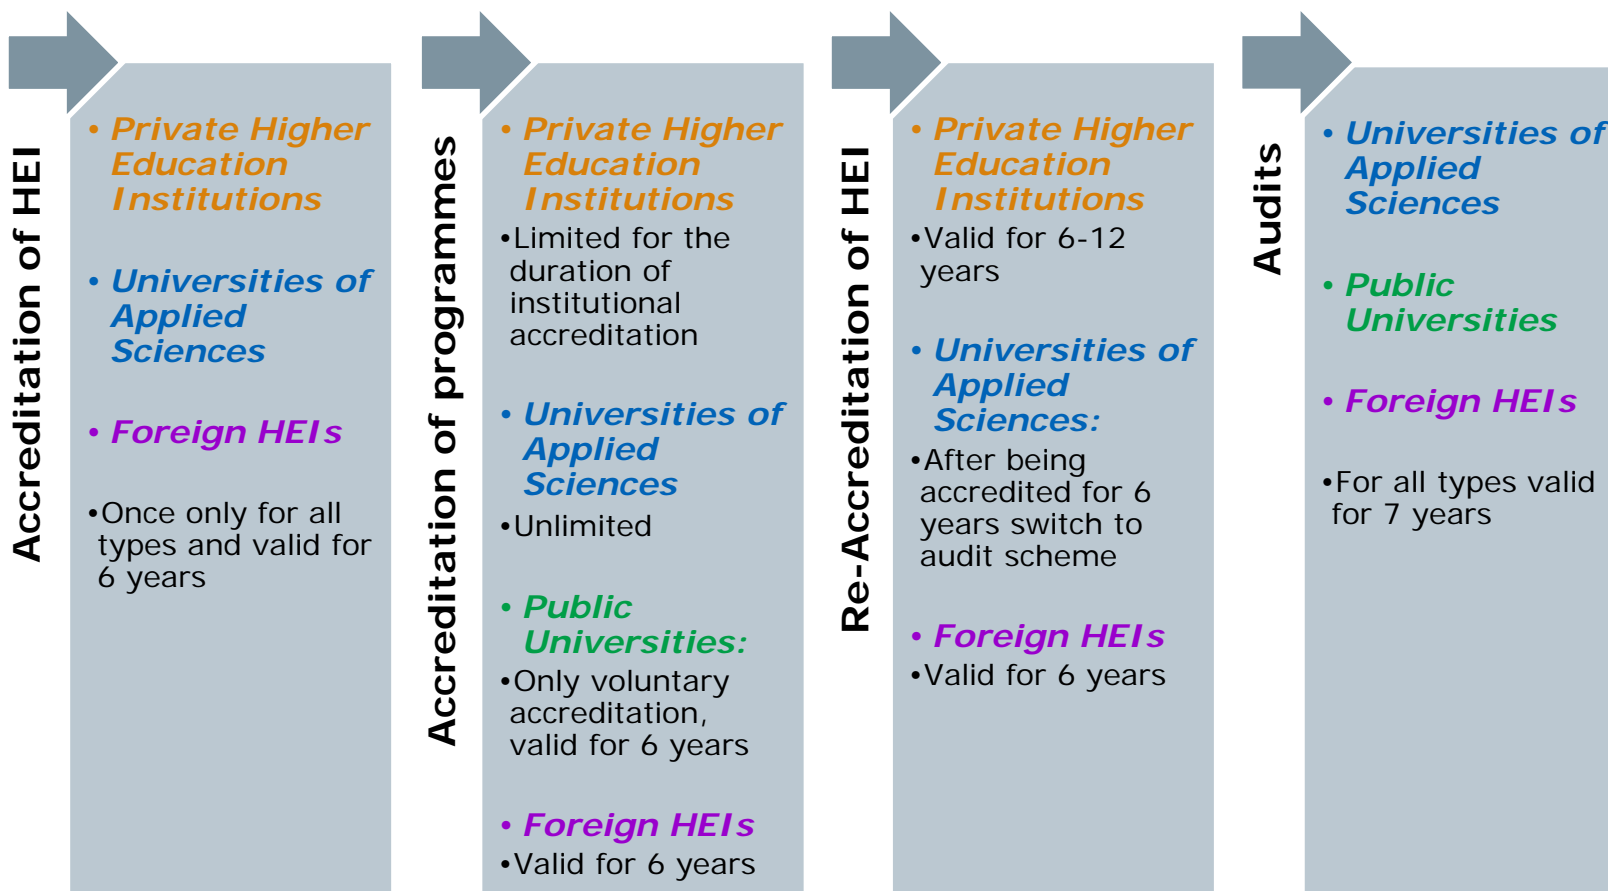 Accreditation of HEI
• Private Higher
Education
Institutions
• Universities of
Applied
Sciences
• Foreign HEIs
•Once only for all
types and valid for
6 years
Accreditation of programmes
• Private Higher
Education
Institutions
•Limited for the
duration of
institutional
accreditation
• Universities of
Applied
Sciences
•Unlimited
• Public
Universities:
•Only voluntary
accreditation,
valid for 6 years
• Foreign HEIs
•Valid for 6 years
Re-Accreditation of HEI
• Private Higher
Education
Institutions
•Valid for 6-12
years
• Universities of
Applied
Sciences:
•After being
accredited for 6
years switch to
audit scheme
• Foreign HEIs
•Valid for 6 years
Audits
• Universities of
Applied
Sciences
• Public
Universities
• Foreign HEIs
•For all types valid
for 7 years